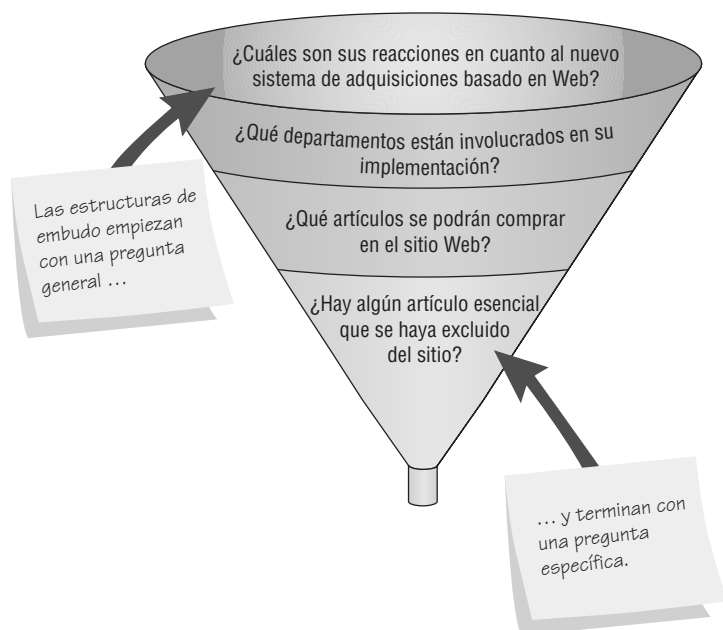 ¿Cuáles son sus reacciones en cuanto al nuevo
sistema de adquisiciones basado en Web?
¿Qué departamentos están involucrados en su
implementación?
Las estructuras de
embudo empiezan
con una pregunta
general ...
¿Qué artículos se podrán comprar
en el sitio Web?
¿Hay algún artículo esencial
que se haya excluido
del sitio?
... y terminan con
una pregunta
específica.